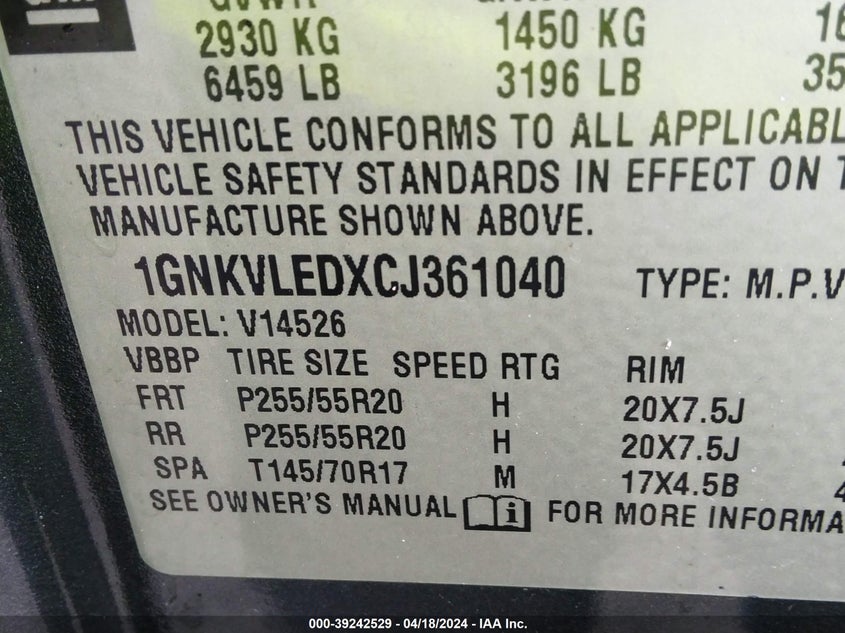 2930 KG 1450 KG
6459 LB 3196 LB
THIS VEHICLE CONFORMS TO ALL
VEHICLE SAFETY STANDARDS IN EFFECT ON
MANUFACTURE SHOWN ABOVE.
1GNKVLEDXCJ361040 TYPE: M.P.V
MODEL: V14526
VBBP TIRE SIZE SPEED RTG RIM
FRT P255/55R20 H 20X7.5J
RR P255/55R20 H 20X7.5J
SPA T145/70R17 M 17X4.5B
SEE OWNER'S MANUAL i FOR MORE
000-39242529 - 04/18/2024 - IAA Inc.